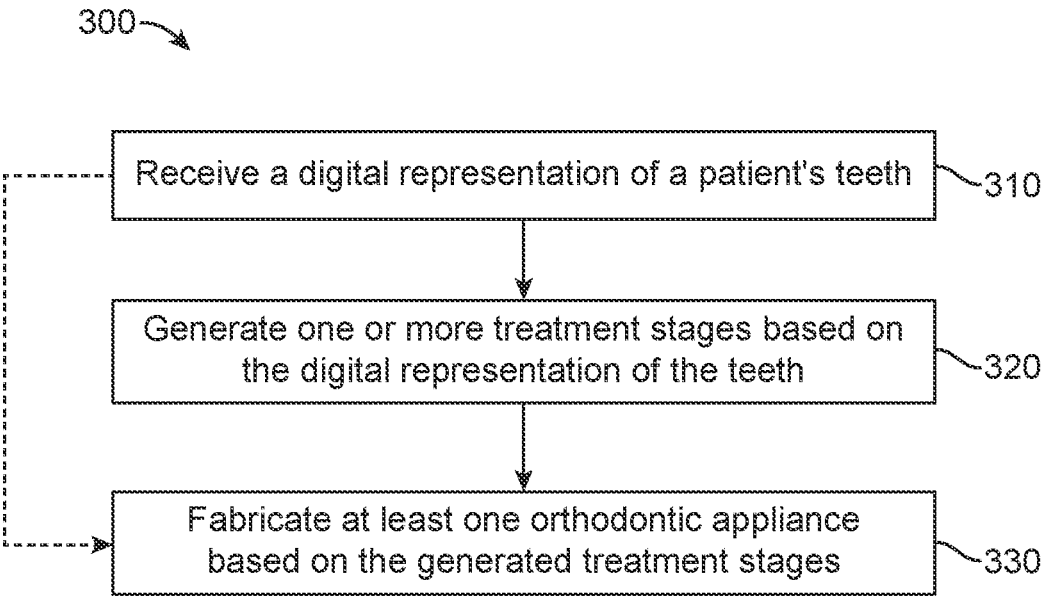 300
Receive a digital representation of a patient's teeth
310
Generate one or more treatment stages based on
the digital representation of the teeth
320
Fabricate at least one orthodontic appliance
based on the generated treatment stages
330